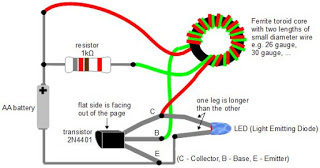 Ferrite toroid core
with two lengths of
small diameter wire
e.g. 26 gauge,
30 gauge, ...
resistor
1kΩ
AA battery
flat side is facing
out of the page
one leg is longer
than the other
C
B
E
transistor
2N4401
LED (Light Emitting Diode)
(C - Collector, B - Base, E - Emitter)